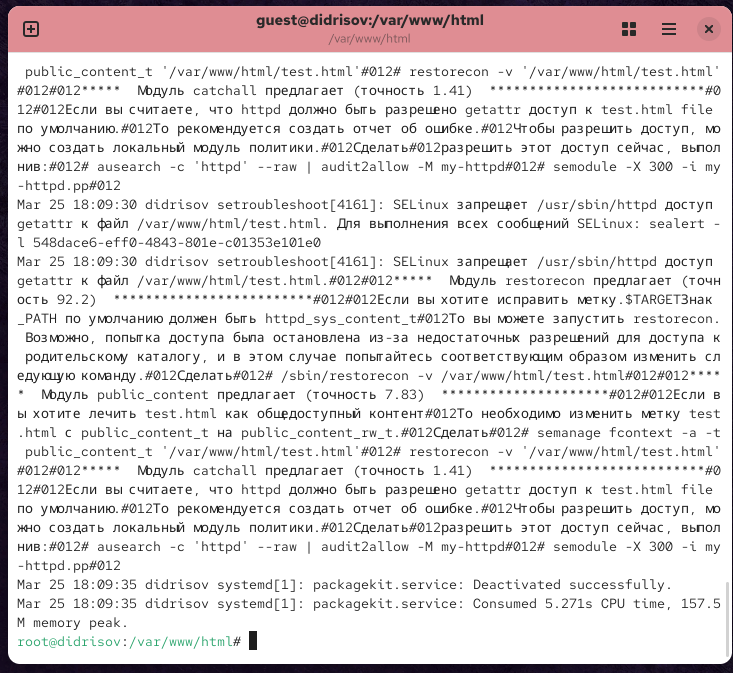 guest@didrisov:/var/www/html
/var/www/html
public_content_t '/var/www/html/test.html'#012# restorecon -v '/var/www/html/test.html'
#012#012***** Модуль catchall предлагает (точность 1.41) **************************#0
12#012Если вы считаете, что httpd должно быть разрешено getattr доступ к test.html file
по умолчанию.#012То рекомендуется создать отчет об ошибке.#012Чтобы разрешить доступ, мо
жно создать локальный модуль политики.#012Сделать#012разрешить этот доступ сейчас, выпол
нив:#012# ausearch -c 'httpd' --raw | audit2allow -M my-httpd#012# semodule -X 300 -i my
-httpd.pp#012
Mar 25 18:09:30 didrisov setroubleshoot[4161]: SELinux запрещает /usr/sbin/httpd доступ
getattr к файл /var/www/html/test.html. Для выполнения всех сообщений SELinux: sealert -
l 548dace6-eff0-4843-801e-c01353e101e0
Mar 25 18:09:30 didrisov setroubleshoot[4161]: SELinux запрещает /usr/sbin/httpd доступ
getattr к файл /var/www/html/test.html.#012#012***** Модуль restorecon предлагает (точн
ость 92.2) ************************#012#012Если вы хотите исправить метку.$TARGETЗнак
_PATH по умолчанию должен быть httpd_sys_content_t#012То вы можете запустить restorecon.
Возможно, попытка доступа была остановлена из-за недостаточных разрешений для доступа к
родительскому каталогу, и в этом случае попытайтесь соответствующим образом изменить сл
едующую команду.#012Сделать#012# /sbin/restorecon -v /var/www/html/test.html#012#012****
* Модуль public_content предлагает (точность 7.83) *********************#012#012Если в
ы хотите лечить test.html как общедоступный контент#012То необходимо изменить метку test
.html с public_content_t на public_content_rw_t.#012Сделать#012# semanage fcontext -a -t
public_content_t '/var/www/html/test.html'#012# restorecon -v '/var/www/html/test.html'
#012#012***** Модуль catchall предлагает (точность 1.41) **************************#0
12#012Если вы считаете, что httpd должно быть разрешено getattr доступ к test.html file
по умолчанию.#012То рекомендуется создать отчет об ошибке.#012Чтобы разрешить доступ, мо
жно создать локальный модуль политики.#012Сделать#012разрешить этот доступ сейчас, выпол
нив:#012# ausearch -c 'httpd' --raw | audit2allow -M my-httpd#012# semodule -X 300 -i my
-httpd.pp#012
Mar 25 18:09:35 didrisov systemd[1]: packagekit.service: Deactivated successfully.
Mar 25 18:09:35 didrisov systemd[1]: packagekit.service: Consumed 5.271s CPU time, 157.5
M memory peak.
root@didrisov:/var/www/html#